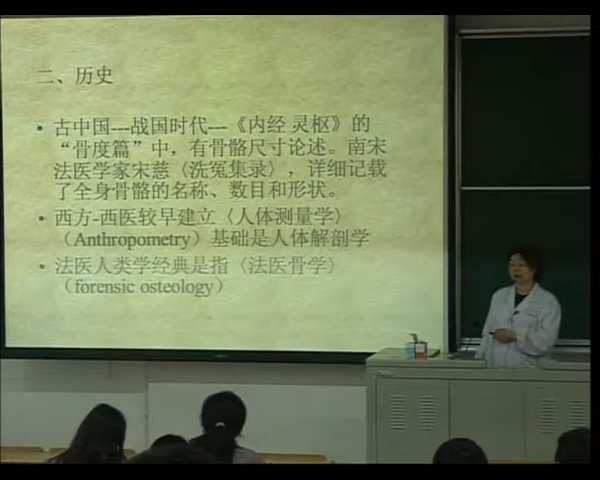 二、历史
• 古中国---战国时代---《内经 灵枢》的
“骨度篇”中，有骨骼尺寸论述。南宋
法医学家宋慈〈洗冤集录〉，详细记载
了全身骨骼的名称、数目和形状。
• 西方-西医较早建立〈人体测量学〉
（Anthropometry）基础是人体解剖学
• 法医人类学经典是指〈法医骨学〉
（forensic osteology）